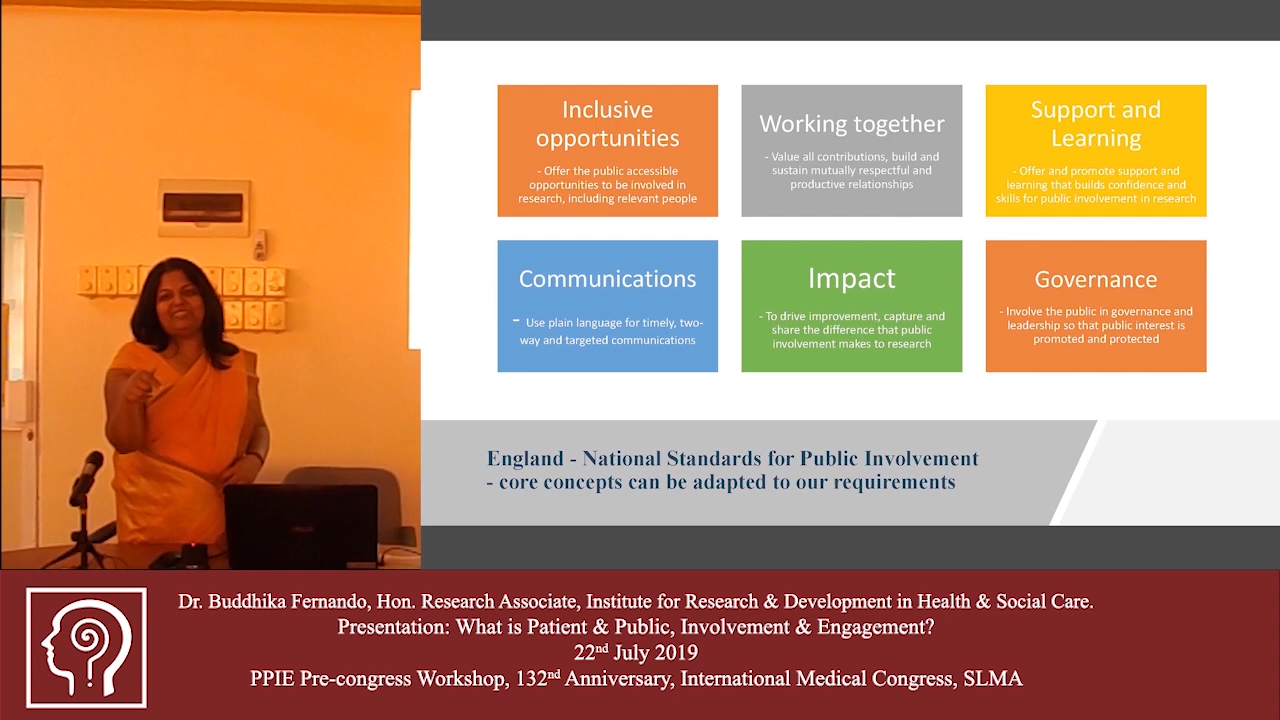 Inclusive
opportunities
- Offer the public accessible
opportunities to be involved in
research, including relevant people
Working together
- Value all contributions, build and
sustain mutually respectful and
productive relationships
Support and
Learning
- Offer and promote support and
learning that builds confidence and
skills for public involvement in research
Communications
- Use plain language for timely, two-
way and targeted communications
Impact
- To drive improvement, capture and
share the difference that public
involvement makes to research
Governance
- Involve the public in governance and
leadership so that public interest is
promoted and protected
England - National Standards for Public Involvement
- core concepts can be adapted to our requirements
Dr. Buddhika Fernando, Hon. Research Associate, Institute for Research & Development in Health & Social Care.
Presentation: What is Patient & Public, Involvement & Engagement?
22nd July 2019
PPIE Pre-congress Workshop, 132nd Anniversary, International Medical Congress, SLMA